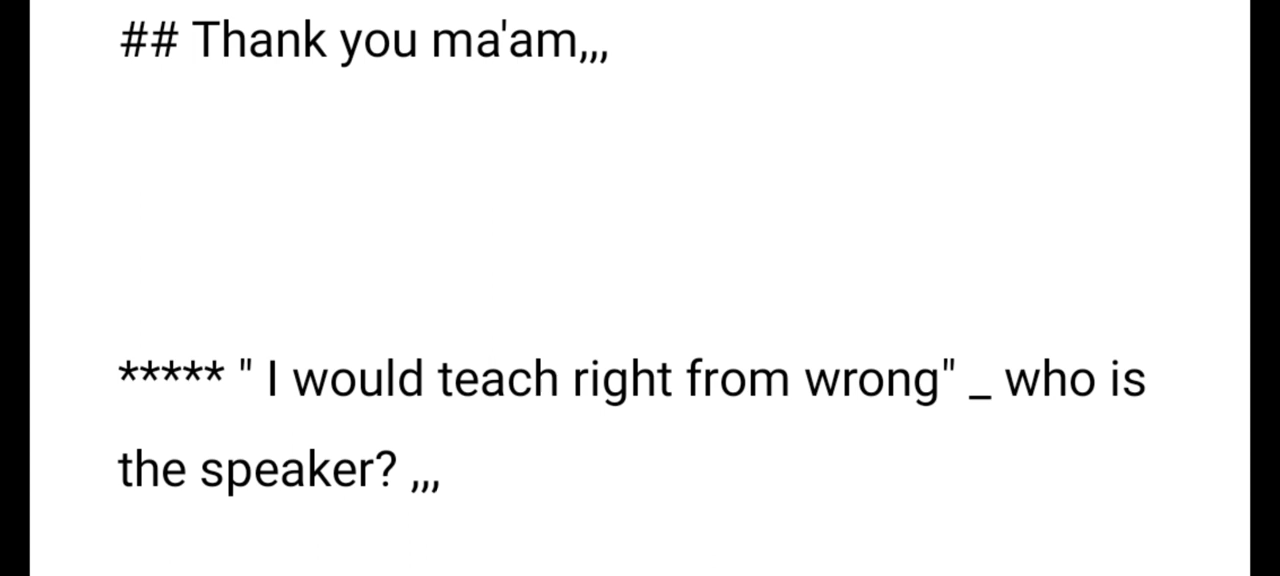 ## Thank you ma'am,,,
***** " I would teach right from wrong" _ who is
the speaker? ,,,